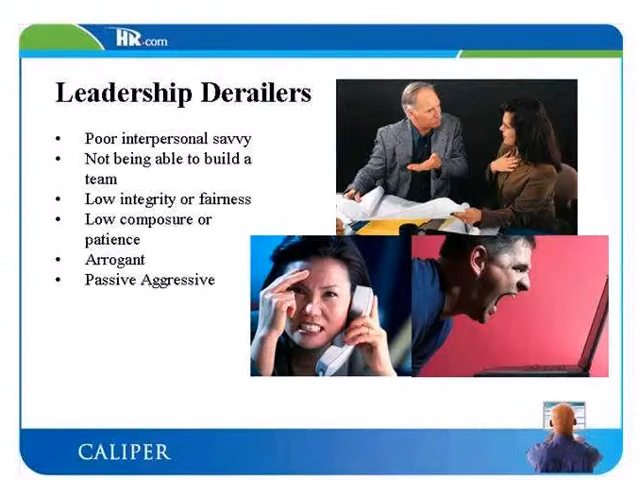 HR.com
Leadership Derailers
• Poor interpersonal savvy
• Not being able to build a
team
• Low integrity or fairness
• Low composure or
patience
• Arrogant
• Passive Aggressive
CALIPER